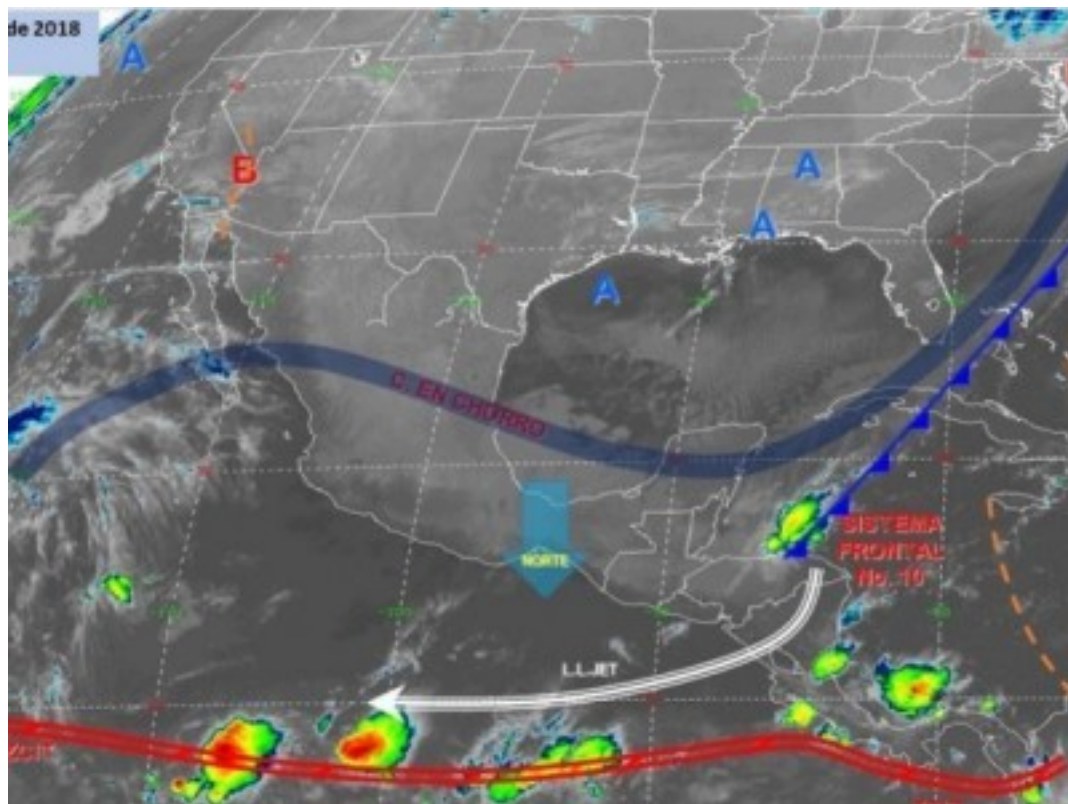 de 2018
A
B
A
A
A
C. EN CHORRO
SISTEMA
FRONTAL
No. 10
NORTE
L.L.JET